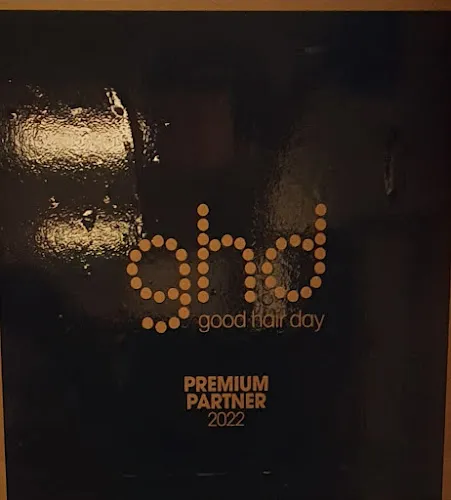 ghd
good hair day
PREMIUM
PARTNER
2022